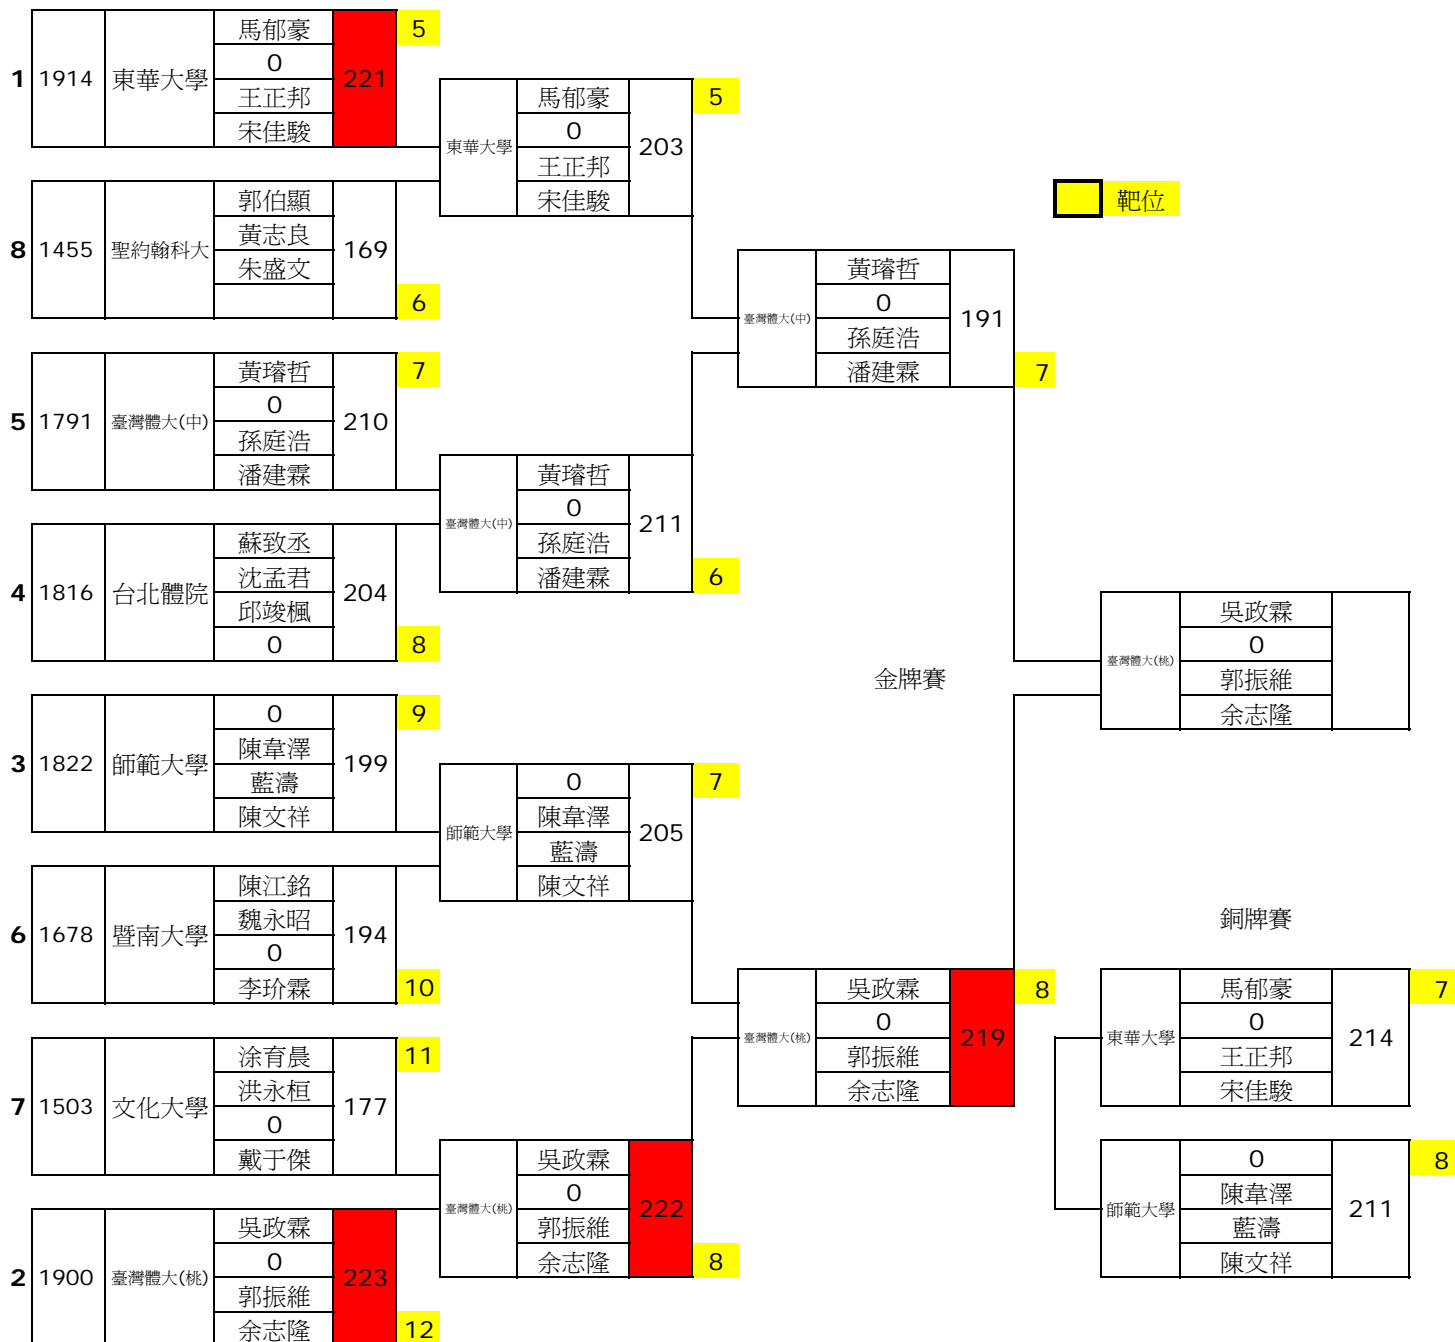 1 1914 東華大學 馬郁豪 0 王正邦 宋佳駿 221 5
8 1455 聖約翰科大 郭伯顯 黃志良 朱盛文 169 6
5 1791 臺灣體大(中) 黃璿哲 0 孫庭浩 潘建霖 210 7
4 1816 台北體院 蘇致丞 沈孟君 邱竣楓 0 204 8
3 1822 師範大學 0 陳韋澤 藍濤 陳文祥 199 9
6 1678 暨南大學 陳江銘 魏永昭 0 李玠霖 194 10
7 1503 文化大學 涂育晨 洪永桓 0 戴于傑 177 11
2 1900 臺灣體大(桃) 吳政霖 0 郭振維 余志隆 223 12
東華大學 馬郁豪 0 王正邦 宋佳駿 203 5
臺灣體大(中) 黃璿哲 0 孫庭浩 潘建霖 211 6
師範大學 0 陳韋澤 藍濤 陳文祥 205 7
臺灣體大(桃) 吳政霖 0 郭振維 余志隆 222 8
臺灣體大(中) 黃璿哲 0 孫庭浩 潘建霖 191 7
臺灣體大(桃) 吳政霖 0 郭振維 余志隆 219 8
靶位
金牌賽
臺灣體大(桃) 吳政霖 0 郭振維 余志隆
銅牌賽
東華大學 馬郁豪 0 王正邦 宋佳駿 214 7
師範大學 0 陳韋澤 藍濤 陳文祥 211 8